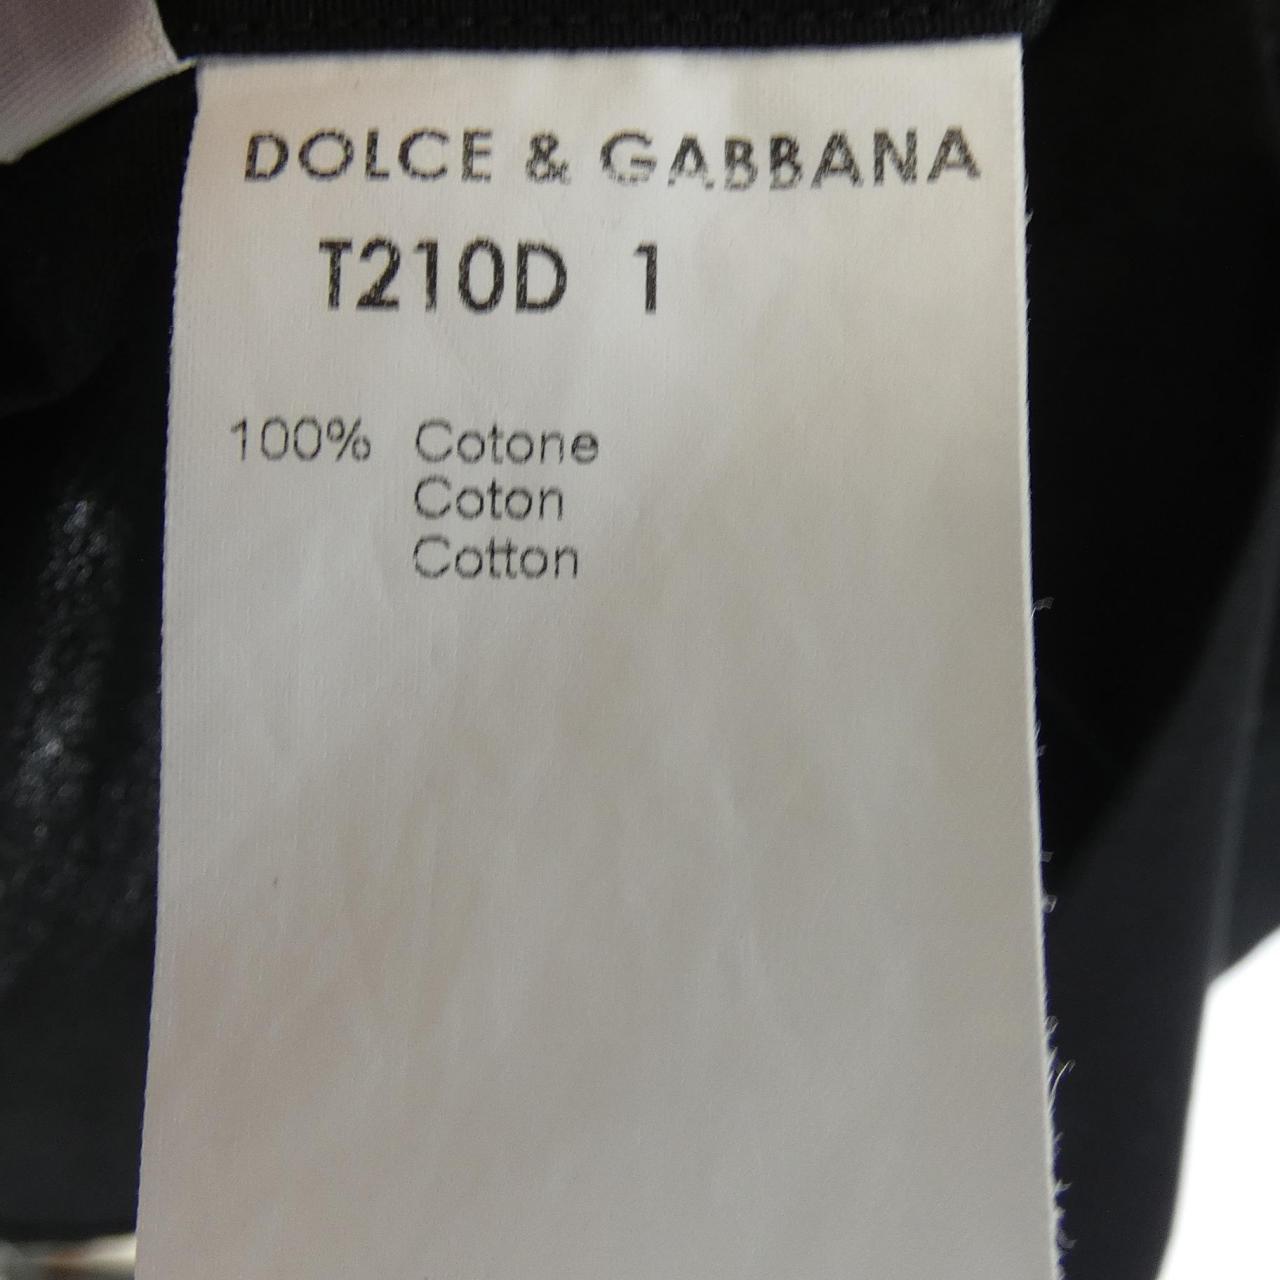 DOLCE & GABBANA
T210D 1
100% Cotone
Coton
Cotton